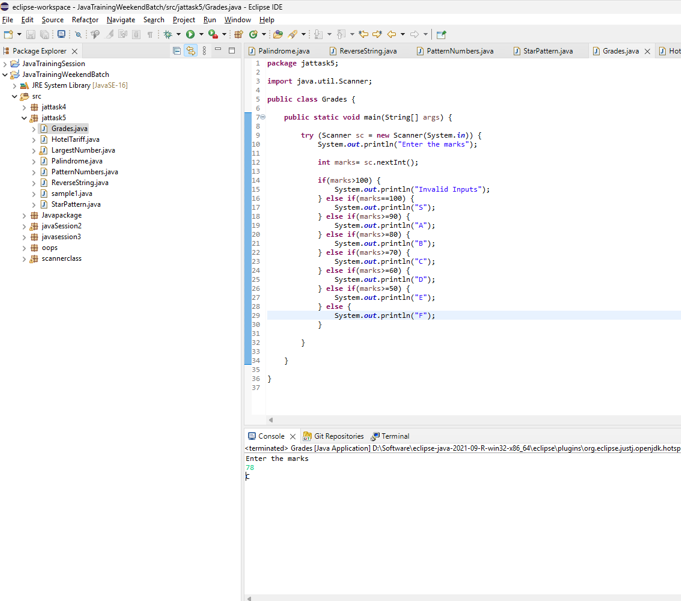 eclipse-workspace - JavaTrainingWeekendBatch/src/jattask5/Grades.java - Eclipse IDE
File Edit Source Refactor Navigate Search Project Run Window Help
Package Explorer
JavaTrainingSession
JavaTrainingWeekendBatch
JRE System Library [JavaSE-16]
src
jattask4
jattask5
Grades.java
HotelTariff.java
LargestNumber.java
Palindrome.java
PatternNumbers.java
ReverseString.java
sample1.java
StarPattern.java
Javapackage
javaSession2
javasession3
oops
scannerclass
Palindrome.java ReverseString.java PatternNumbers.java StarPattern.java Grades.java Hot
1 package jattask5;
2
3 import java.util.Scanner;
4
5 public class Grades {
6
7 public static void main(String[] args) {
8
9 try (Scanner sc = new Scanner(System.in)) {
10 System.out.println("Enter the marks");
11
12 int marks= sc.nextInt();
13
14 if(marks>100) {
15 System.out.println("Invalid Inputs");
16 } else if(marks==100) {
17 System.out.println("S");
18 } else if(marks>=90) {
19 System.out.println("A");
20 } else if(marks>=80) {
21 System.out.println("B");
22 } else if(marks>=70) {
23 System.out.println("C");
24 } else if(marks>=60) {
25 System.out.println("D");
26 } else if(marks>=50) {
27 System.out.println("E");
28 } else {
29 System.out.println("F");
30 }
31
32 }
33
34 }
35
36 }
37
Console Git Repositories Terminal
<terminated> Grades [Java Application] D:\Software\eclipse-java-2021-09-R-win32-x86_64\eclipse\plugins\org.eclipse.justj.openjdk.hotsp
Enter the marks
78
C